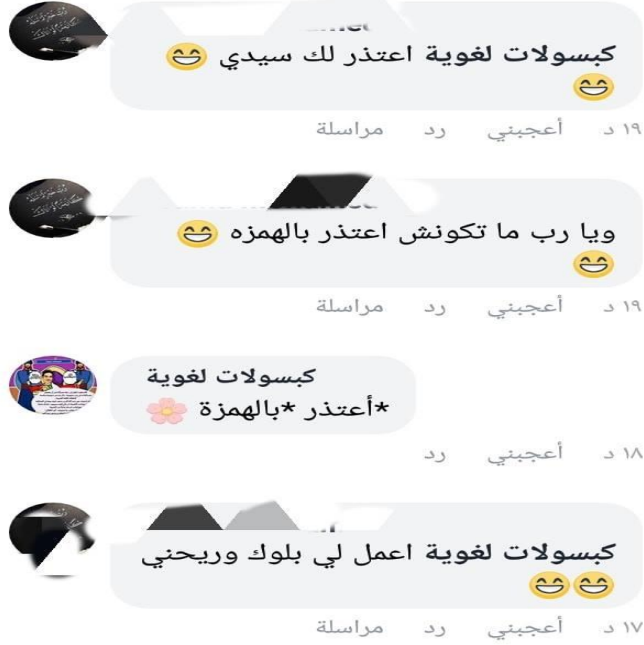 كبسولات لغوية اعتذر لك سيدي 😁
😁
١٩ د أعجبني رد مراسلة
ويا رب ما تكونش اعتذر بالهمزه 😁
😁
١٩ د أعجبني رد مراسلة
كبسولات لغوية
*أعتذر *بالهمزة 🌸
١٨ د أعجبني رد
كبسولات لغوية اعمل لي بلوك وريحني
😁😁
١٧ د أعجبني رد مراسلة